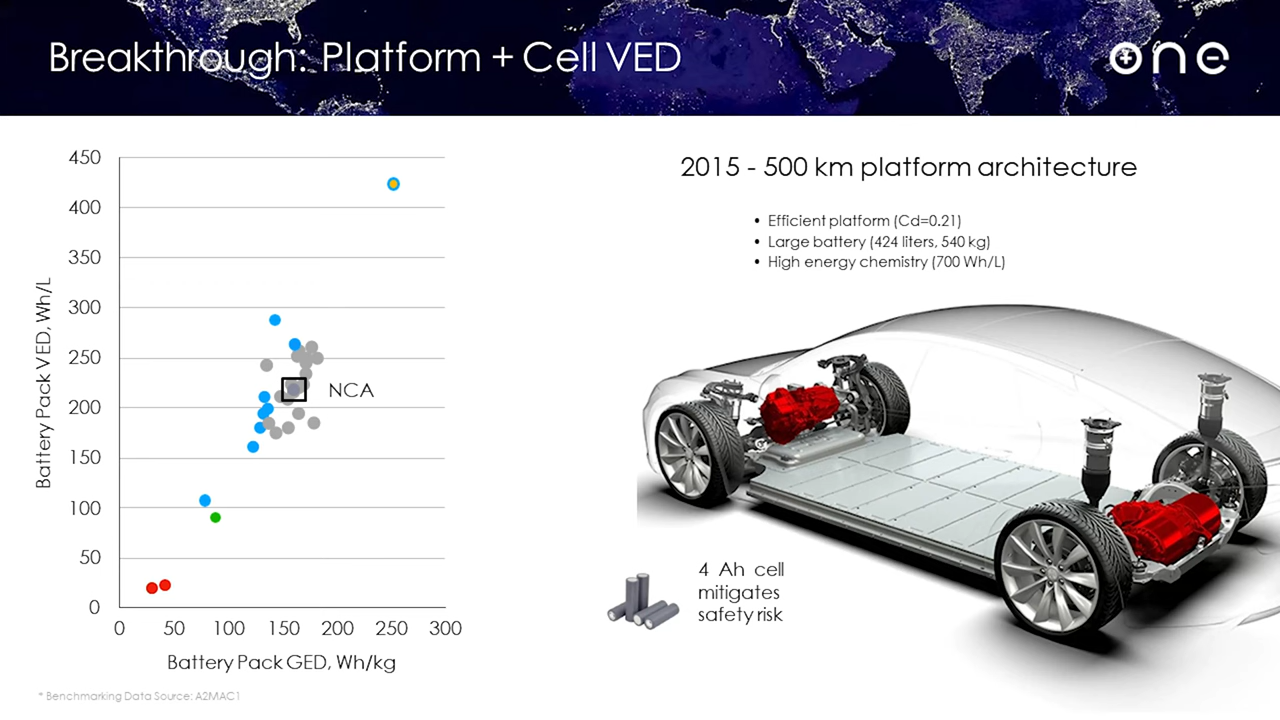 Breakthrough: Platform + Cell VED
one
2015 - 500 km platform architecture
• Efficient platform (Cd=0.21)
• Large battery (424 liters, 540 kg)
• High energy chemistry (700 Wh/L)
450
400
350
300
250
200
150
100
50
0
Battery Pack VED, Wh/L
NCA
0 50 100 150 200 250 300
Battery Pack GED, Wh/kg
4 Ah cell
mitigates
safety risk
* Benchmarking Data Source: A2MAC1